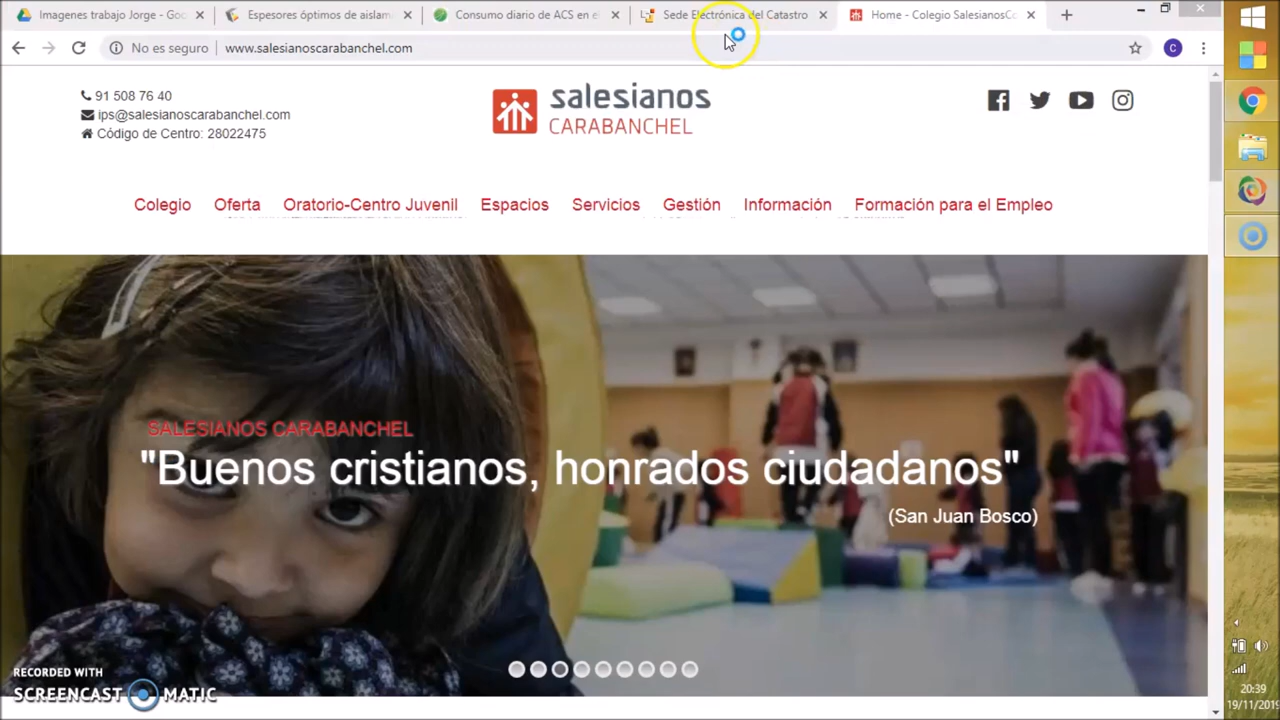 Imagenes trabajo Jorge - Goo
Espesores óptimos de aislam
Consumo diario de ACS en e
Sede Electrónica del Catastro
Home - Colegio SalesianosCo
No es seguro
www.salesianoscarabanchel.com
C
91 508 76 40
ips@salesianoscarabanchel.com
Código de Centro: 28022475
salesianos
CARABANCHEL
Colegio
Oferta
Oratorio-Centro Juvenil
Espacios
Servicios
Gestión
Información
Formación para el Empleo
SALESIANOS CARABANCHEL
"Buenos cristianos, honrados ciudadanos"
(San Juan Bosco)
RECORDED WITH
SCREENCAST MATIC
20:39
19/11/2019